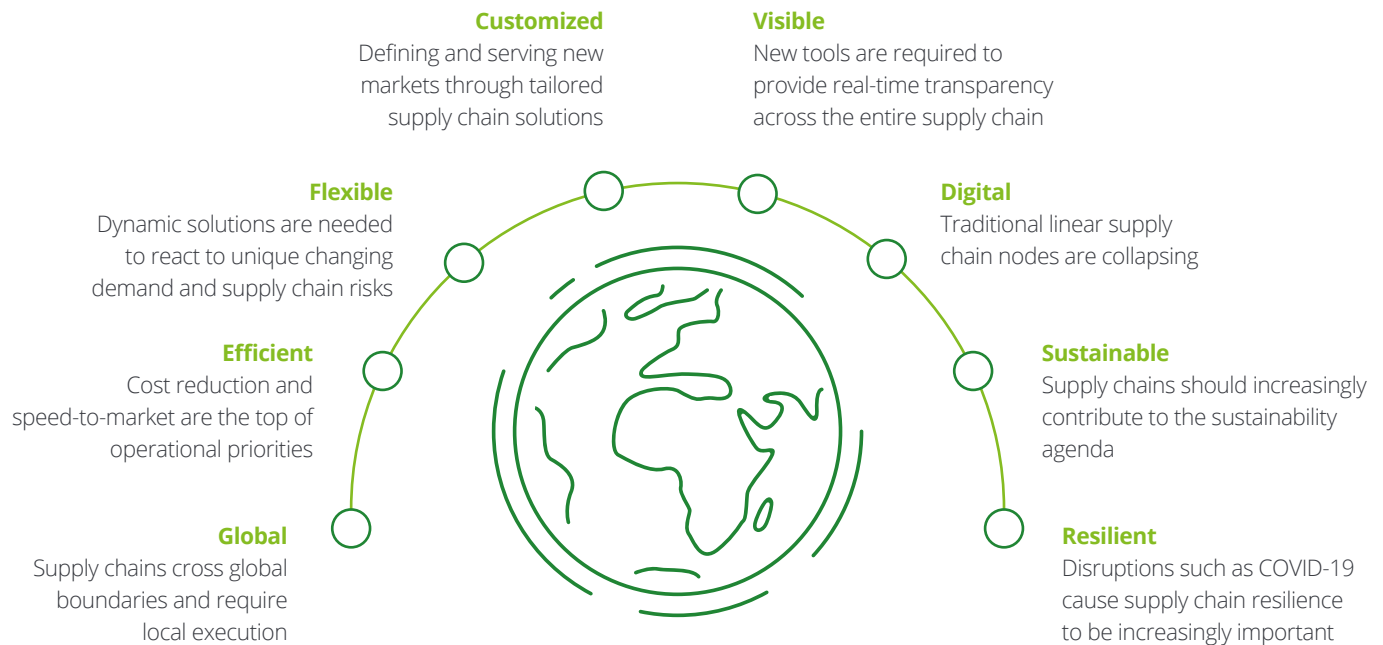 Customized
Defining and serving new
markets through tailored
supply chain solutions
Visible
New tools are required to
provide real-time transparency
across the entire supply chain
Flexible
Dynamic solutions are needed
to react to unique changing
demand and supply chain risks
Digital
Traditional linear supply
chain nodes are collapsing
Efficient
Cost reduction and
speed-to-market are the top of
operational priorities
Sustainable
Supply chains should increasingly
contribute to the sustainability
agenda
Global
Supply chains cross global
boundaries and require
local execution
Resilient
Disruptions such as COVID-19
cause supply chain resilience
to be increasingly important